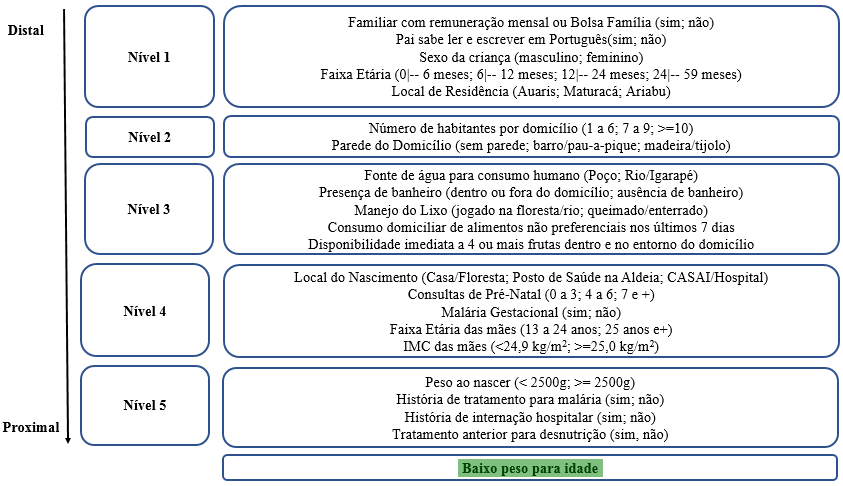 Distal
Nível 1
Familiar com remuneração mensal ou Bolsa Família (sim; não)
Pai sabe ler e escrever em Português(sim; não)
Sexo da criança (masculino; feminino)
Faixa Etária (0|-- 6 meses; 6|-- 12 meses; 12|-- 24 meses; 24|-- 59 meses)
Local de Residência (Auaris; Maturacá; Ariabu)
Nível 2
Número de habitantes por domicílio (1 a 6; 7 a 9; >=10)
Parede do Domicílio (sem parede; barro/pau-a-pique; madeira/tijolo)
Nível 3
Fonte de água para consumo humano (Poço; Rio/Igarapé)
Presença de banheiro (dentro ou fora do domicílio; ausência de banheiro)
Manejo do Lixo (jogado na floresta/rio; queimado/enterrado)
Consumo domiciliar de alimentos não preferenciais nos últimos 7 dias
Disponibilidade imediata a 4 ou mais frutas dentro e no entorno do domicílio
Nível 4
Local do Nascimento (Casa/Floresta; Posto de Saúde na Aldeia; CASAI/Hospital)
Consultas de Pré-Natal (0 a 3; 4 a 6; 7 e +)
Malária Gestacional (sim; não)
Faixa Etária das mães (13 a 24 anos; 25 anos e+)
IMC das mães (<24,9 kg/m²; >=25,0 kg/m²)
Nível 5
Peso ao nascer (< 2500g; >= 2500g)
História de tratamento para malária (sim; não)
História de internação hospitalar (sim; não)
Tratamento anterior para desnutrição (sim, não)
Proximal
Baixo peso para idade